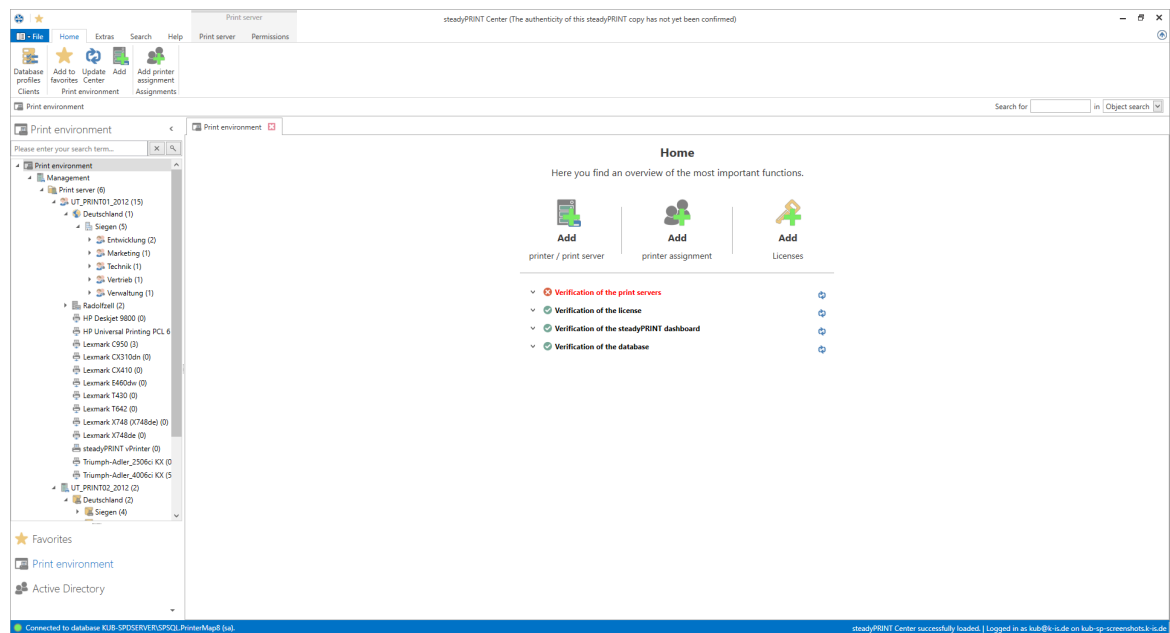 Print server
steadyPRINT Center (The authenticity of this steadyPRINT copy has not yet been confirmed)
File Home Extras Search Help Print server Permissions
Database profiles
Add to favorites
Update Center
Add
Add printer assignment
Clients Print environment Assignments
Print environment
Search for in Object search
Print environment
Print environment
Please enter your search term...
Print environment
Management
Print server (6)
UT_PRINT01_2012 (15)
Deutschland (1)
Siegen (5)
Entwicklung (2)
Marketing (1)
Technik (1)
Vertrieb (1)
Verwaltung (1)
Radolfzell (2)
HP Deskjet 9800 (0)
HP Universal Printing PCL 6
Lexmark C950 (3)
Lexmark CX310dn (0)
Lexmark CX410 (0)
Lexmark E460dw (0)
Lexmark T430 (0)
Lexmark T642 (0)
Lexmark X748 (X748de) (0)
Lexmark X748de (0)
steadyPRINT vPrinter (0)
Triumph-Adler_2506ci KX (0
Triumph-Adler_4006ci KX (5
UT_PRINT02_2012 (2)
Deutschland (2)
Siegen (4)
Favorites
Print environment
Active Directory
Home
Here you find an overview of the most important functions.
Add Add Add
printer / print server printer assignment Licenses
Verification of the print servers
Verification of the license
Verification of the steadyPRINT dashboard
Verification of the database
Connected to database KUB-SPDSERVER\SPSQL.PrinterMap8 (sa).
steadyPRINT Center successfully loaded. | Logged in as kub@k-is.de on kub-sp-screenshots.k-is.de